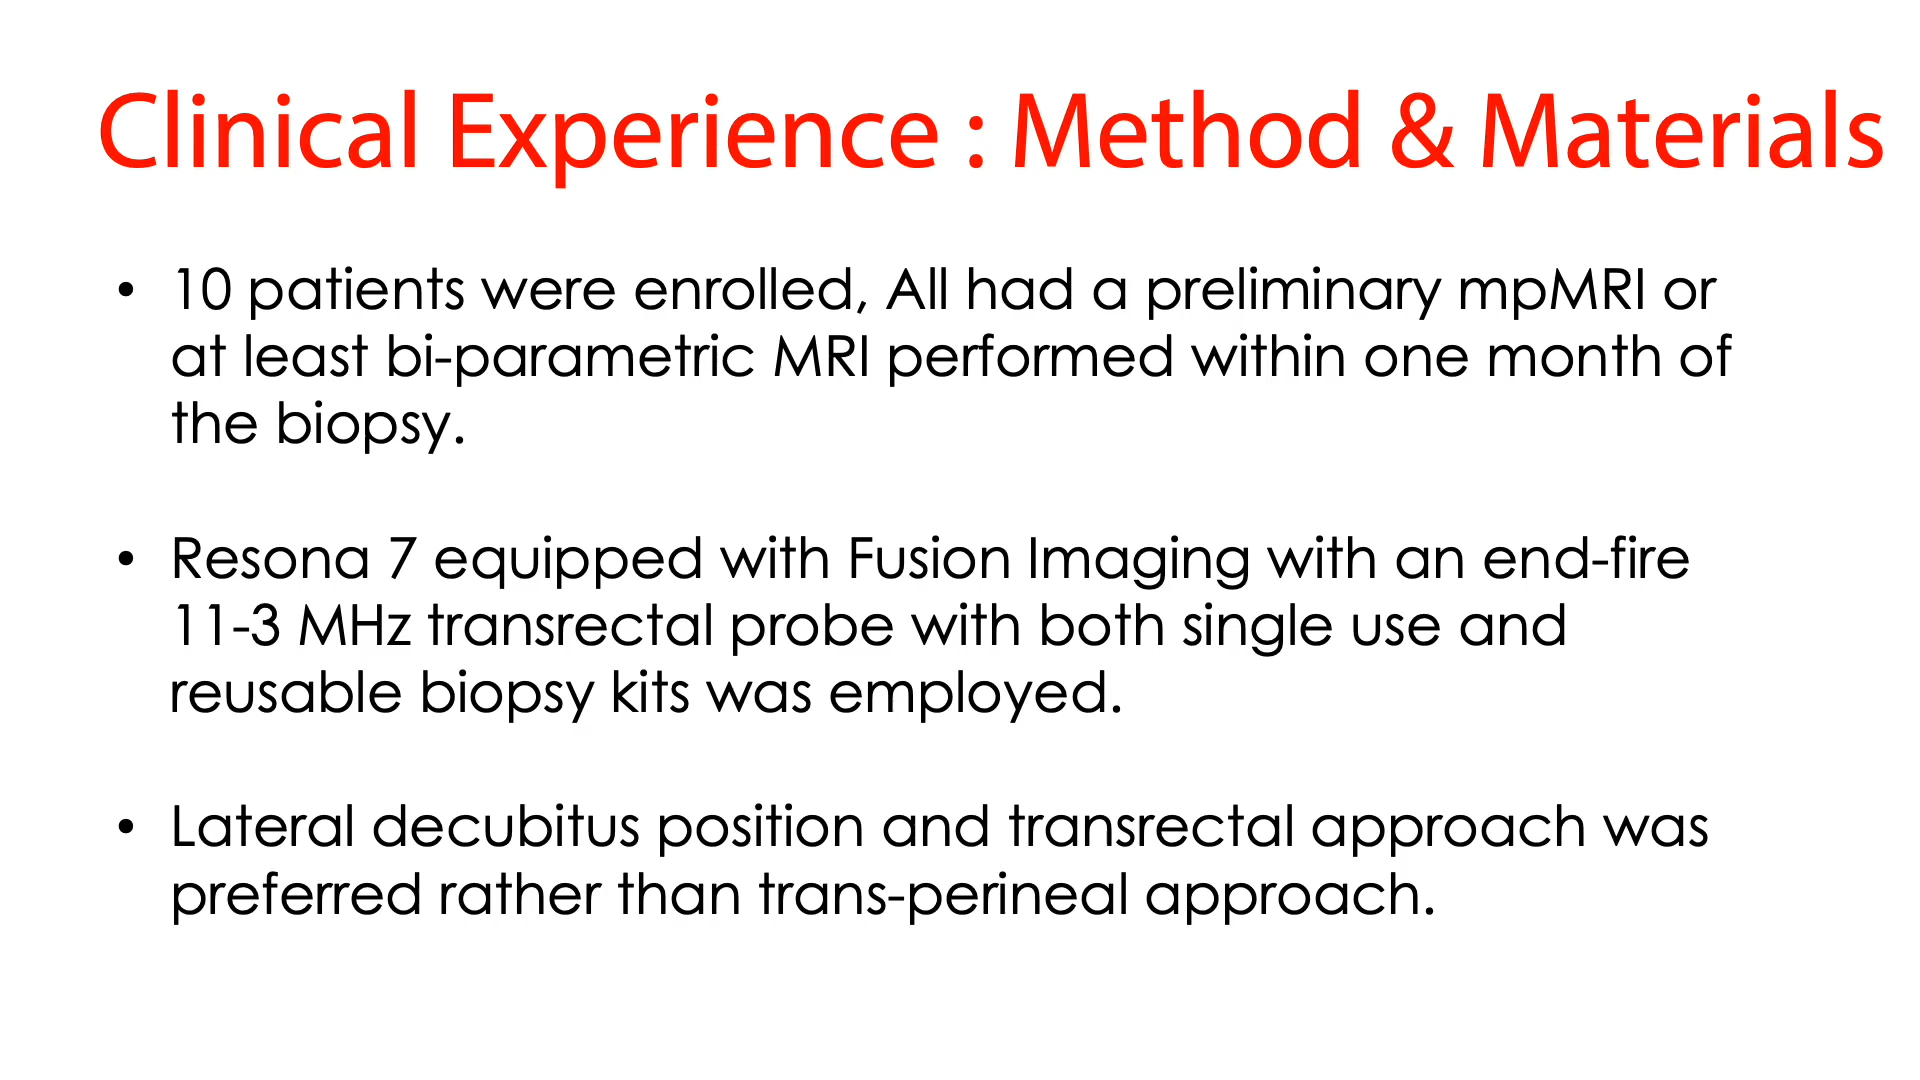 Clinical Experience : Method & Materials
• 10 patients were enrolled, All had a preliminary mpMRI or
at least bi-parametric MRI performed within one month of
the biopsy.
• Resona 7 equipped with Fusion Imaging with an end-fire
11-3 MHz transrectal probe with both single use and
reusable biopsy kits was employed.
• Lateral decubitus position and transrectal approach was
preferred rather than trans-perineal approach.